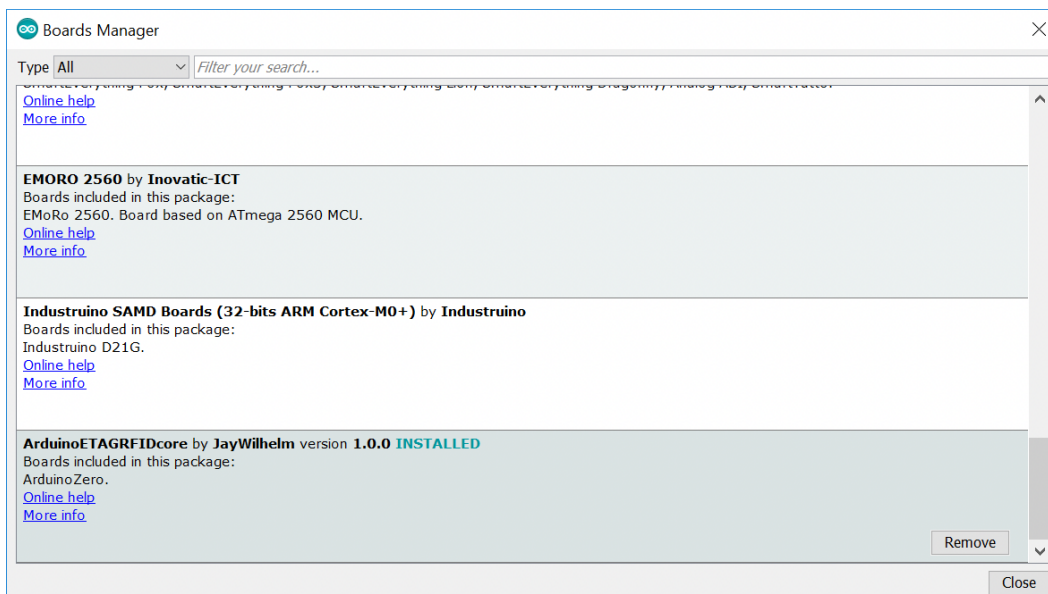 Boards Manager
Type All Filter your search...
Online help
More info
EMORO 2560 by Inovatic-ICT
Boards included in this package:
EMoRo 2560. Board based on ATmega 2560 MCU.
Online help
More info
Industruino SAMD Boards (32-bits ARM Cortex-M0+) by Industruino
Boards included in this package:
Industruino D21G.
Online help
More info
ArduinoETAGRFIDcore by JayWilhelm version 1.0.0 INSTALLED
Boards included in this package:
ArduinoZero.
Online help
More info
Remove
Close